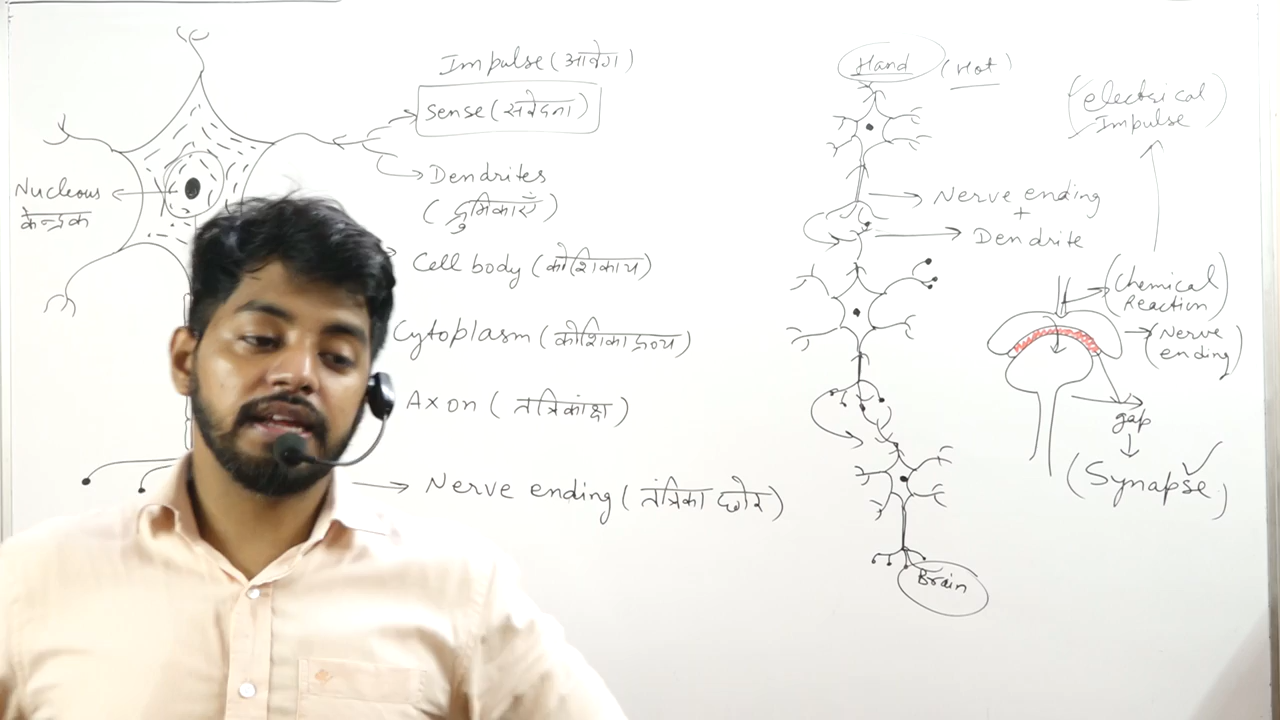 Impulse (आवेग)
Sense (संवेदना)
Dendrites
(द्रुमिकाएँ)
Nucleous
केन्द्रक
Cell body (कोशिकाय)
Cytoplasm (कोशिका द्रव्य)
Axon (तंत्रिकाक्ष)
Nerve ending (तंत्रिका छोर)
Hand (Hot)
Nerve ending
+
Dendrite
Brain
(electrical
Impulse)
(Chemical
Reaction)
(Nerve
ending)
gap
(Synapse)